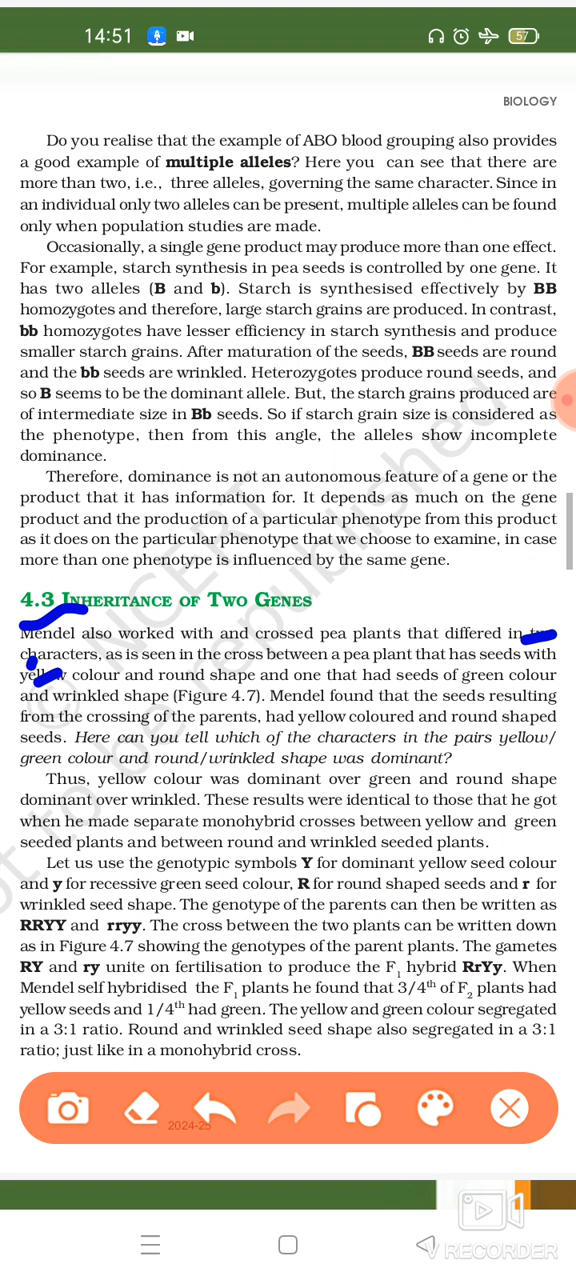 14:51
57
BIOLOGY
Do you realise that the example of ABO blood grouping also provides
a good example of multiple alleles? Here you can see that there are
more than two, i.e., three alleles, governing the same character. Since in
an individual only two alleles can be present, multiple alleles can be found
only when population studies are made.
Occasionally, a single gene product may produce more than one effect.
For example, starch synthesis in pea seeds is controlled by one gene. It
has two alleles (B and b). Starch is synthesised effectively by BB
homozygotes and therefore, large starch grains are produced. In contrast,
bb homozygotes have lesser efficiency in starch synthesis and produce
smaller starch grains. After maturation of the seeds, BB seeds are round
and the bb seeds are wrinkled. Heterozygotes produce round seeds, and
so B seems to be the dominant allele. But, the starch grains produced are
of intermediate size in Bb seeds. So if starch grain size is considered as
the phenotype, then from this angle, the alleles show incomplete
dominance.
Therefore, dominance is not an autonomous feature of a gene or the
product that it has information for. It depends as much on the gene
product and the production of a particular phenotype from this product
as it does on the particular phenotype that we choose to examine, in case
more than one phenotype is influenced by the same gene.
4.3 INHERITANCE OF TWO GENES
Mendel also worked with and crossed pea plants that differed in
characters, as is seen in the cross between a pea plant that has seeds with
yellow colour and round shape and one that had seeds of green colour
and wrinkled shape (Figure 4.7). Mendel found that the seeds resulting
from the crossing of the parents, had yellow coloured and round shaped
seeds. Here can you tell which of the characters in the pairs yellow/
green colour and round/wrinkled shape was dominant?
Thus, yellow colour was dominant over green and round shape
dominant over wrinkled. These results were identical to those that he got
when he made separate monohybrid crosses between yellow and green
seeded plants and between round and wrinkled seeded plants.
Let us use the genotypic symbols Y for dominant yellow seed colour
and y for recessive green seed colour, R for round shaped seeds and r for
wrinkled seed shape. The genotype of the parents can then be written as
RRYY and rryy. The cross between the two plants can be written down
as in Figure 4.7 showing the genotypes of the parent plants. The gametes
RY and ry unite on fertilisation to produce the F₁ hybrid RrYy. When
Mendel self hybridised the F₁ plants he found that 3/4ᵗʰ of F₂ plants had
yellow seeds and 1/4ᵗʰ had green. The yellow and green colour segregated
in a 3:1 ratio. Round and wrinkled seed shape also segregated in a 3:1
ratio; just like in a monohybrid cross.
© NCERT
not to be republished
2024-25
V RECORDER